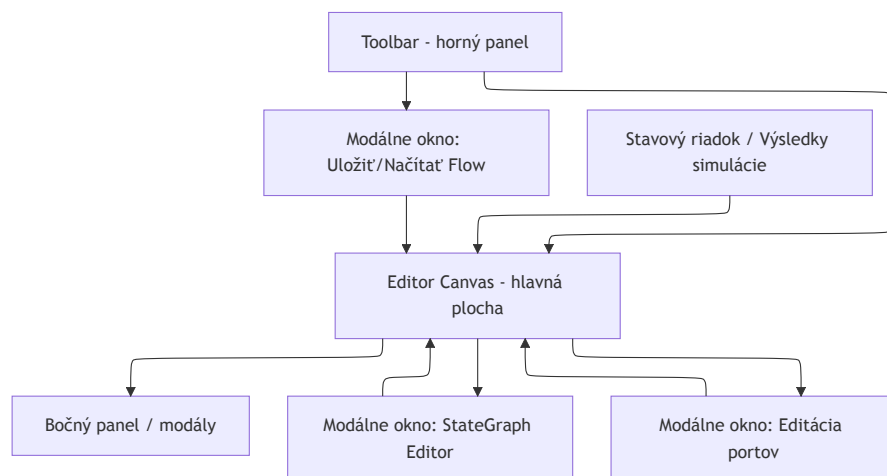 Toolbar - horný panel
Modálne okno:
Uložiť/Načítať Flow
Stavový riadok / Výsledky
simulácie
Editor Canvas - hlavná
plocha
Bočný panel / modály
Modálne okno: StateGraph
Editor
Modálne okno: Editácia
portov